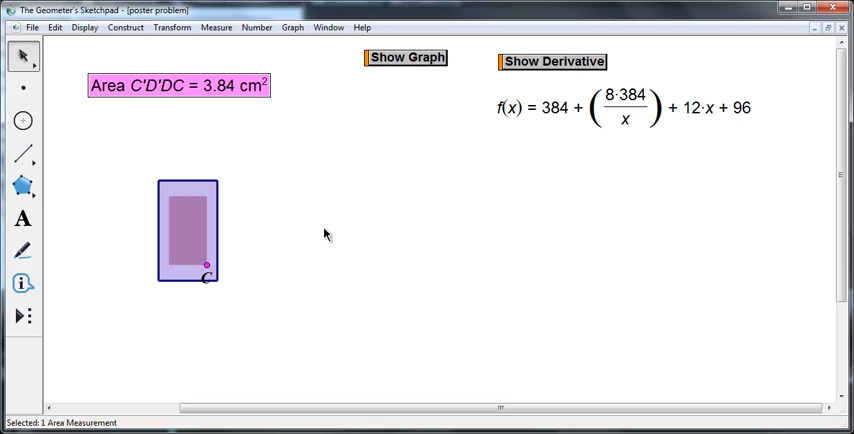 The Geometer's Sketchpad - [poster problem]
File Edit Display Construct Transform Measure Number Graph Window Help
Show Graph
Show Derivative
Area C'D'DC = 3.84 cm²
f(x) = 384 + (8·384/x) + 12·x + 96
C
A
Selected: 1 Area Measurement